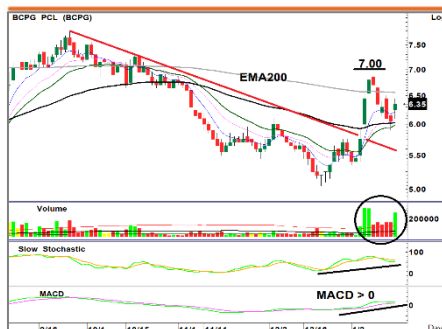 BCPG PCL (BCPG)
Lo
7.50
7.00
7.00
EMA200
6.50
6.35
6.00
5.50
5.00
Volume
200000
Slow Stochastic
100
0
MACD
MACD > 0
0